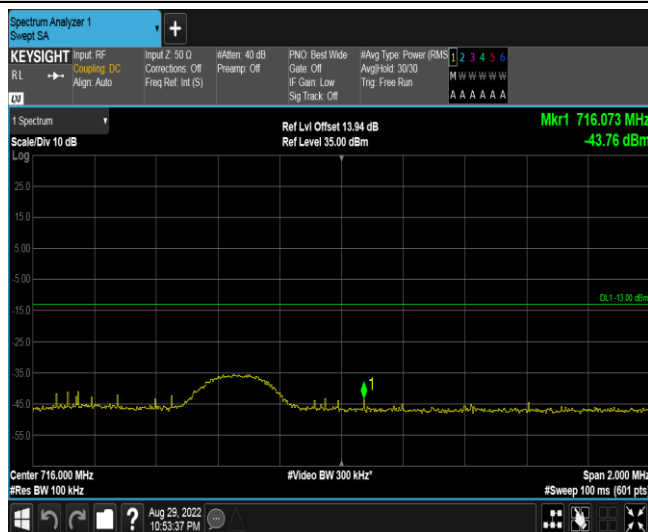 Spectrum Analyzer 1
Swept SA
KEYSIGHT
RL
Input: RF
Coupling: DC
Align: Auto
Input Z: 50 Ω
Corrections: Off
Freq Ref: Int (S)
#Atten: 40 dB
Preamp: Off
PNO: Best Wide
Gate: Off
IF Gain: Low
Sig Track: Off
#Avg Type: Power (RMS
Avg|Hold: 30/30
Trig: Free Run
1 2 3 4 5 6
M W W W W W
A A A A A A
LXI
1 Spectrum
Scale/Div 10 dB
Ref Lvl Offset 13.94 dB
Ref Level 35.00 dBm
Mkr1 716.073 MHz
-43.76 dBm
Log
25.0
15.0
5.00
-5.00
DL1 -13.00 dBm
-15.0
-25.0
-35.0
1
-45.0
-55.0
Center 716.000 MHz
#Video BW 300 kHz*
Span 2.000 MHz
#Res BW 100 kHz
#Sweep 100 ms (601 pts)
?
Aug 29, 2022
10:53:37 PM